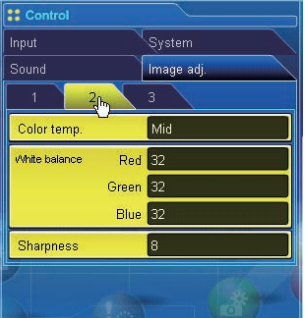 Control
Input System
Sound Image adj.
1 2 3
Color temp. Mid
White balance Red 32
Green 32
Blue 32
Sharpness 8